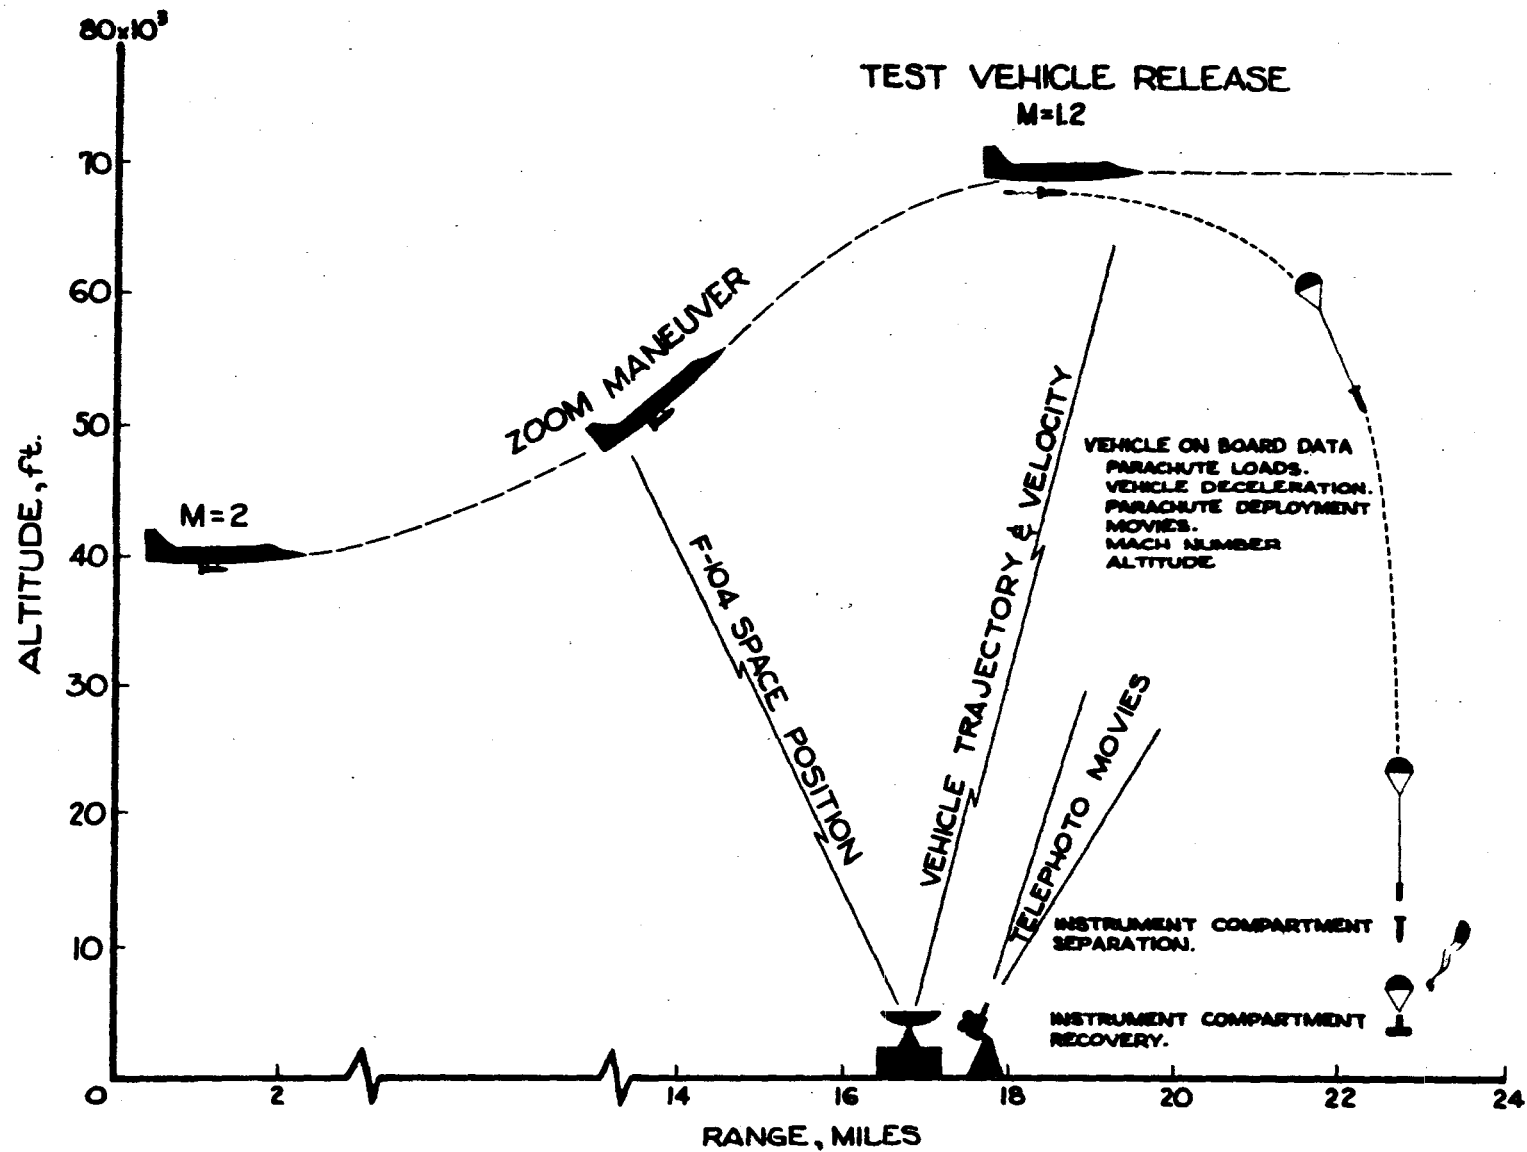 80x10³
TEST VEHICLE RELEASE
M=1.2
70
60
ZOOM MANEUVER
50
M=2
40
ALTITUDE, ft.
30
20
10
F-104 SPACE POSITION
VEHICLE TRAJECTORY & VELOCITY
TELEPHOTO MOVIES
VEHICLE ON BOARD DATA
PARACHUTE LOADS.
VEHICLE DECELERATION.
PARACHUTE DEPLOYMENT
MOVIES.
MACH NUMBER
ALTITUDE
INSTRUMENT COMPARTMENT
SEPARATION.
INSTRUMENT COMPARTMENT
RECOVERY.
0 2 14 16 18 20 22 24
RANGE, MILES